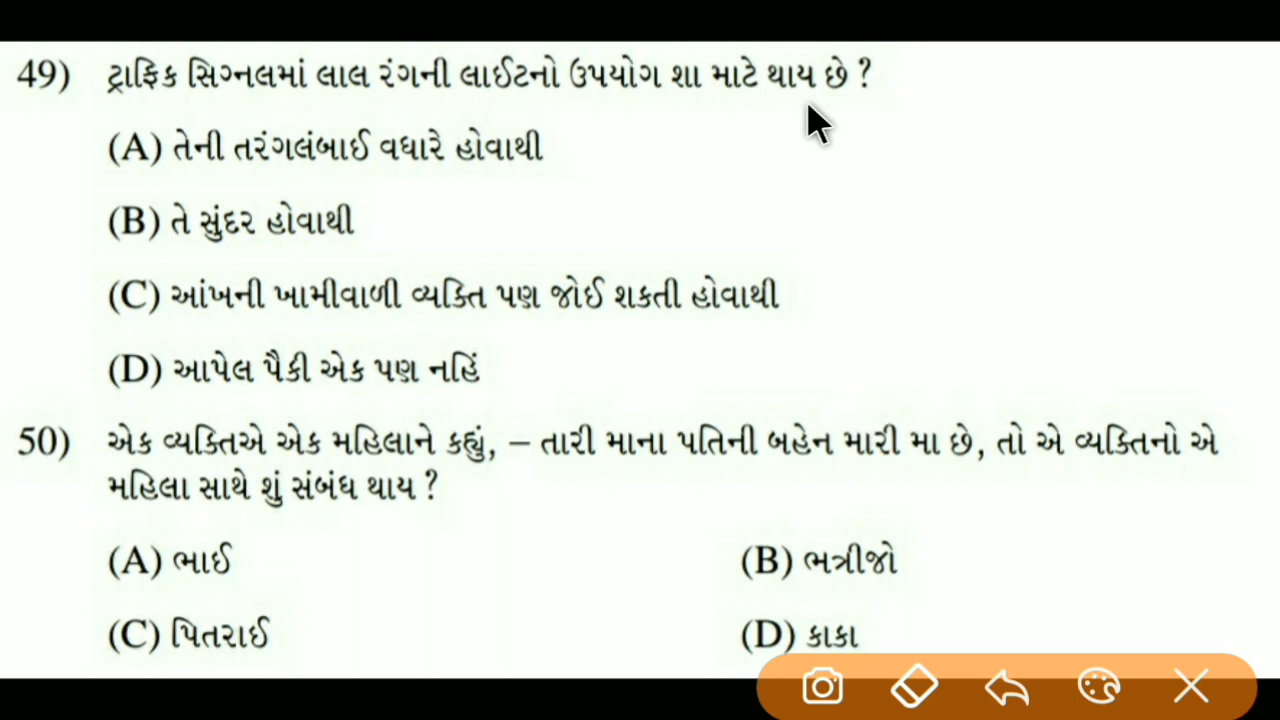 49) ટ્રાફિક સિગ્નલમાં લાલ રંગની લાઈટનો ઉપયોગ શા માટે થાય છે ?
(A) તેની તરંગલંબાઈ વધારે હોવાથી
(B) તે સુંદર હોવાથી
(C) આંખની ખામીવાળી વ્યક્તિ પણ જોઈ શકતી હોવાથી
(D) આપેલ પૈકી એક પણ નહિં
50) એક વ્યક્તિએ એક મહિલાને કહ્યું, – તારી માના પતિની બહેન મારી મા છે, તો એ વ્યક્તિનો એ
મહિલા સાથે શું સંબંધ થાય ?
(A) ભાઈ (B) ભત્રીજો
(C) પિતરાઈ (D) કાકા